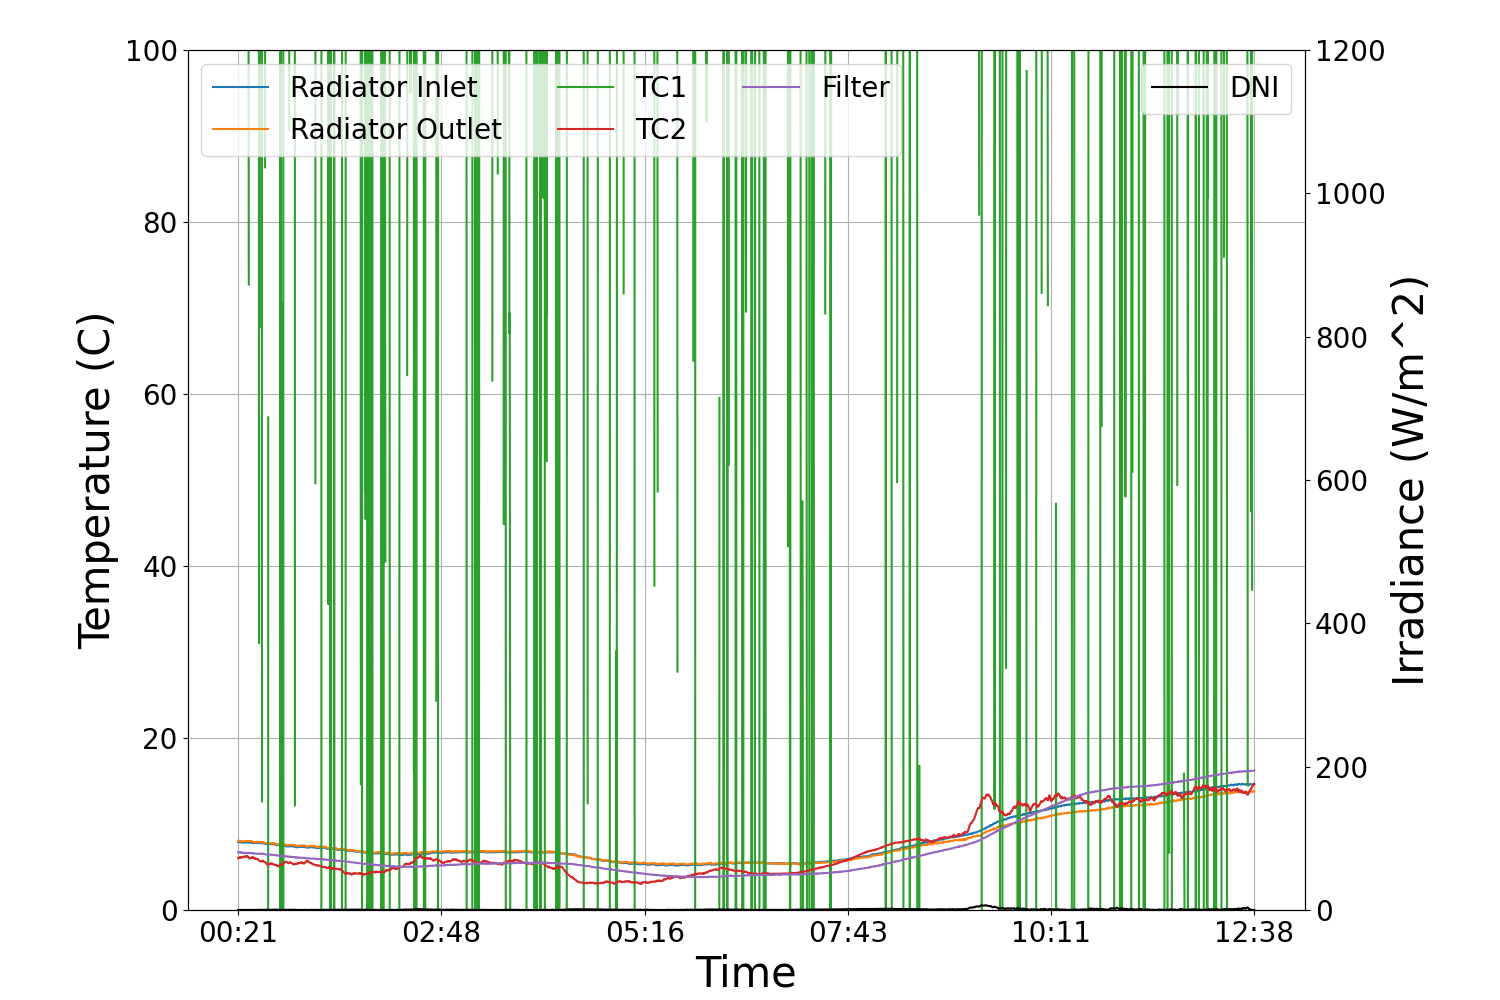 100
80
60
40
20
0
Temperature (C)
Radiator Inlet
Radiator Outlet
TC1
TC2
Filter
DNI
1200
1000
800
600
400
200
0
Irradiance (W/m^2)
00:21 02:48 05:16 07:43 10:11 12:38
Time